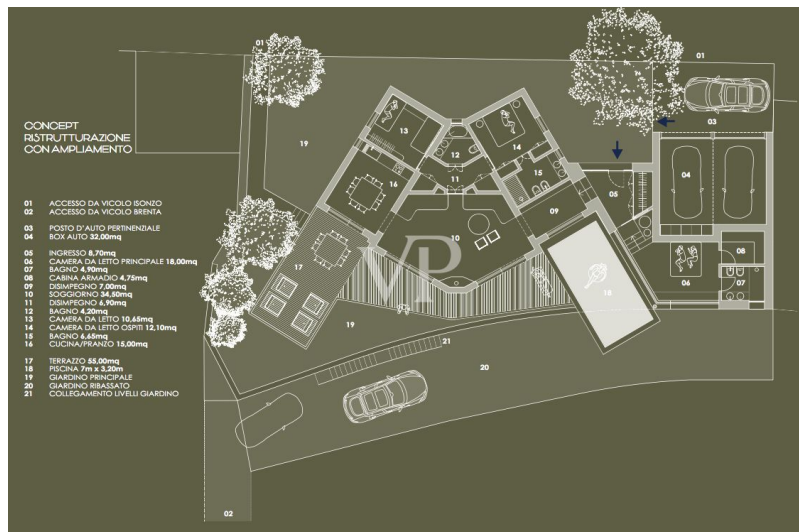 CONCEPT
RISTRUTTURAZIONE
CON AMPLIAMENTO
01 ACCESSO DA VICOLO ISONZO
02 ACCESSO DA VICOLO BRENTA
03 POSTO D'AUTO PERTINENZIALE
04 BOX AUTO 32,00mq
05 INGRESSO 8,70mq
06 CAMERA DA LETTO PRINCIPALE 18,00mq
07 BAGNO 4,90mq
08 CABINA ARMADIO 4,75mq
09 DISIMPEGNO 7,00mq
10 SOGGIORNO 34,50mq
11 DISIMPEGNO 6,90mq
12 BAGNO 4,20mq
13 CAMERA DA LETTO 10,65mq
14 CAMERA DA LETTO OSPITI 12,10mq
15 BAGNO 6,65mq
16 CUCINA/PRANZO 15,00mq
17 TERRAZZO 55,00mq
18 PISCINA 7m x 3,20m
19 GIARDINO PRINCIPALE
20 GIARDINO RIBASSATO
21 COLLEGAMENTO LIVELLI GIARDINO
01
01
03
13
12
14
19
04
16
11
15
05
09
10
17
VP
08
18
06
07
19
21
20
02